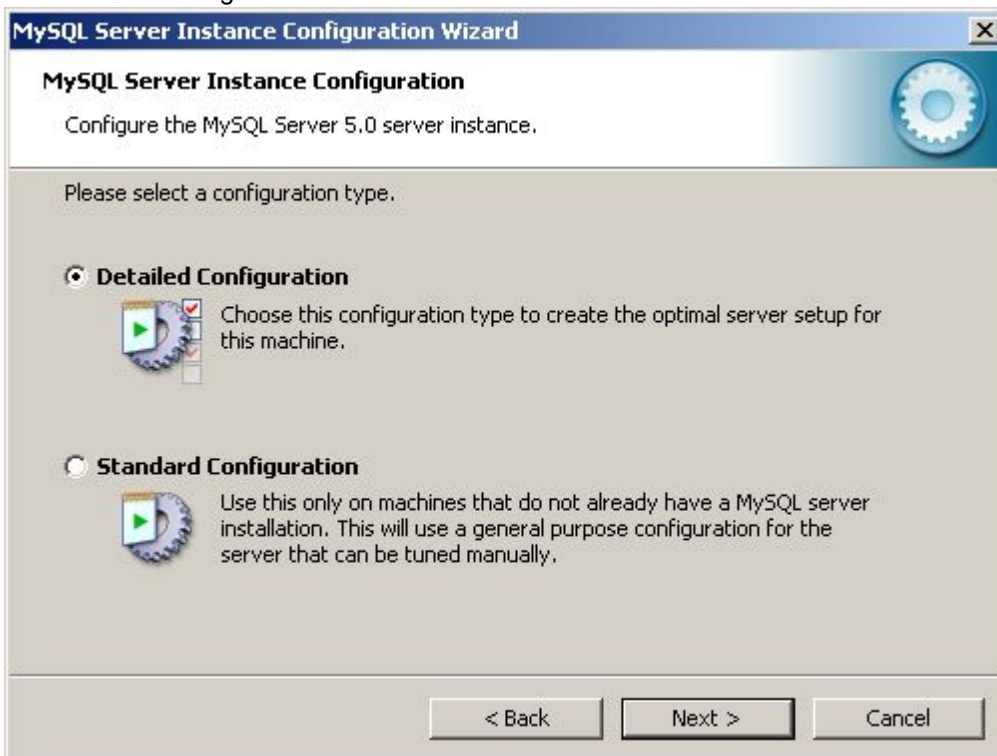 MySQL Server Instance Configuration Wizard
MySQL Server Instance Configuration
Configure the MySQL Server 5.0 server instance.
Please select a configuration type.
Detailed Configuration
Choose this configuration type to create the optimal server setup for
this machine.
Standard Configuration
Use this only on machines that do not already have a MySQL server
installation. This will use a general purpose configuration for the
server that can be tuned manually.
< Back Next > Cancel